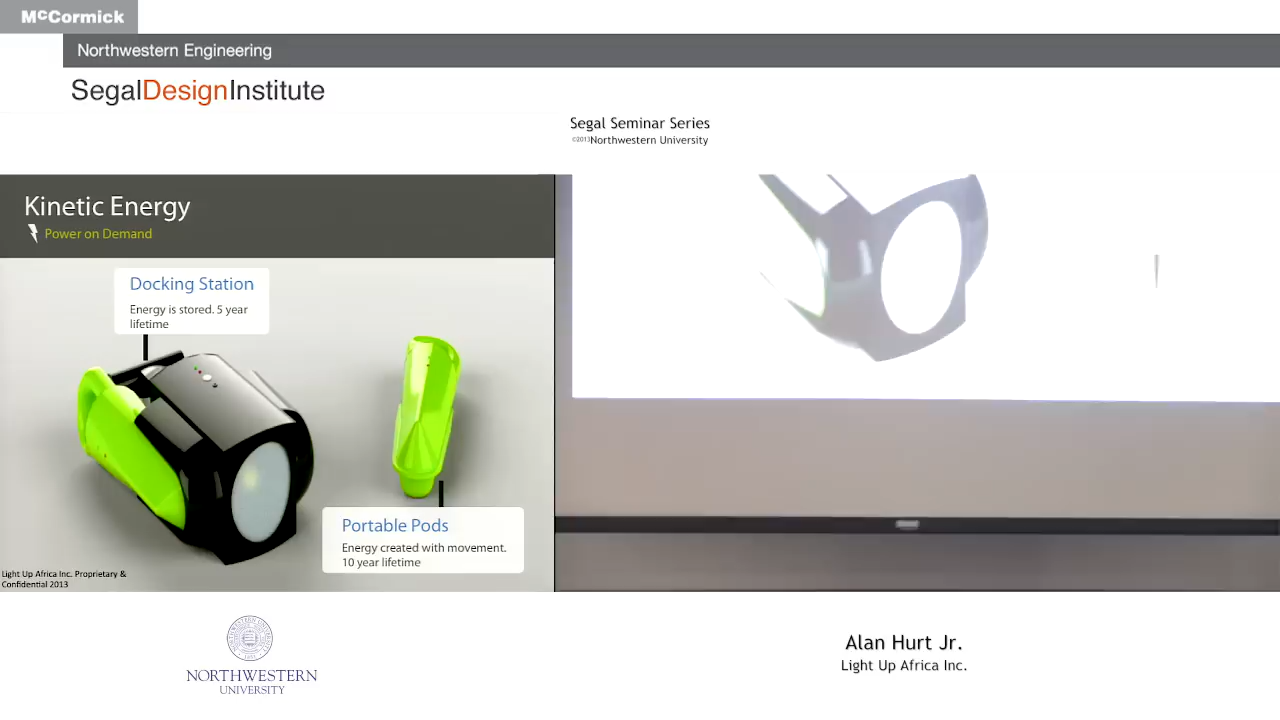 McCormick
Northwestern Engineering
SegalDesignInstitute
Segal Seminar Series
©2013Northwestern University
Kinetic Energy
Power on Demand
Docking Station
Energy is stored. 5 year
lifetime
Portable Pods
Energy created with movement.
10 year lifetime
Light Up Africa Inc. Proprietary &
Confidential 2013
NORTHWESTERN
UNIVERSITY
Alan Hurt Jr.
Light Up Africa Inc.